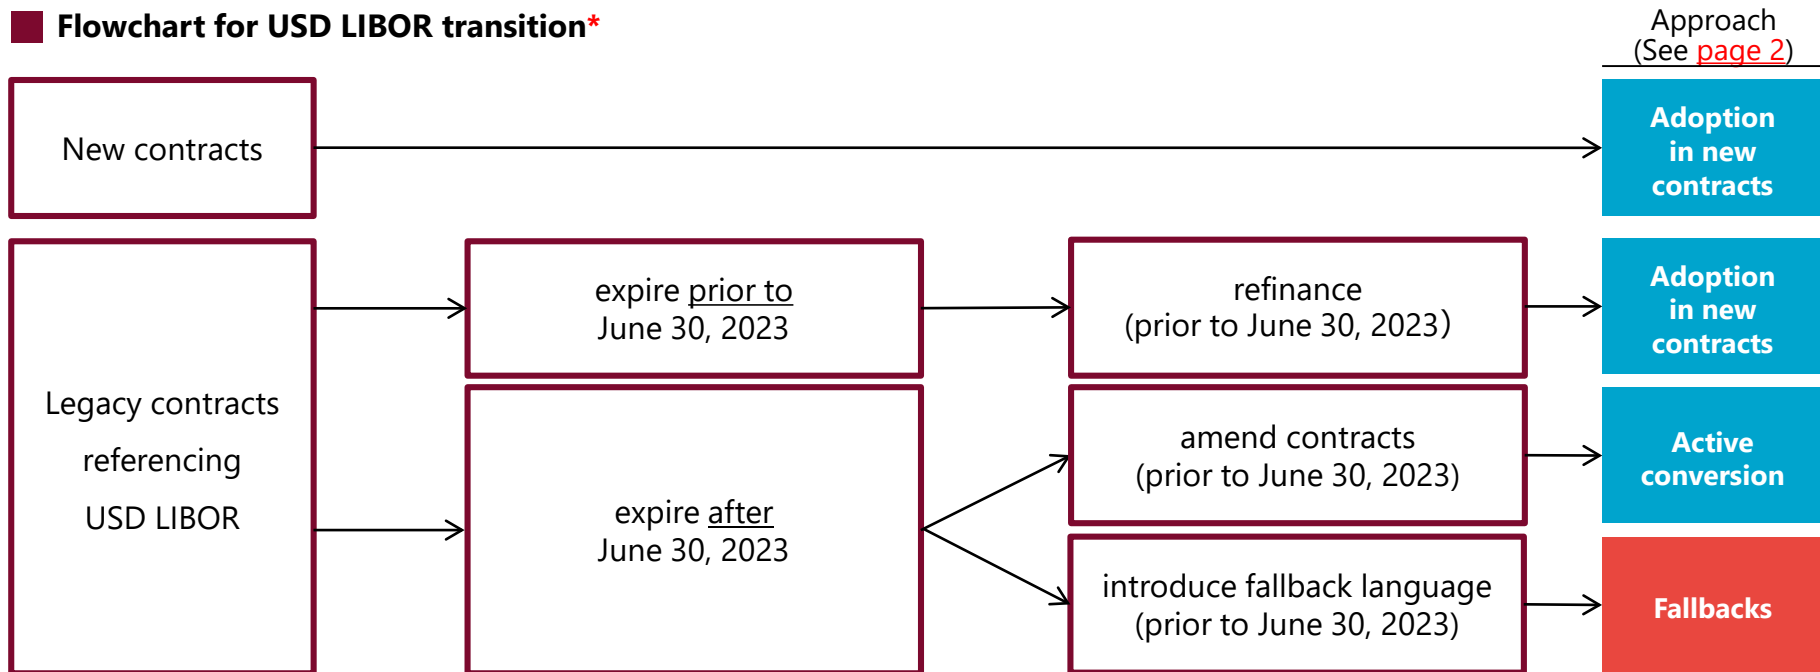 Flowchart for USD LIBOR transition*
Approach
(See page 2)
New contracts
Adoption
in new
contracts
Legacy contracts
referencing
USD LIBOR
expire prior to
June 30, 2023
refinance
(prior to June 30, 2023）
Adoption
in new
contracts
expire after
June 30, 2023
amend contracts
(prior to June 30, 2023)
Active
conversion
introduce fallback language
(prior to June 30, 2023)
Fallbacks